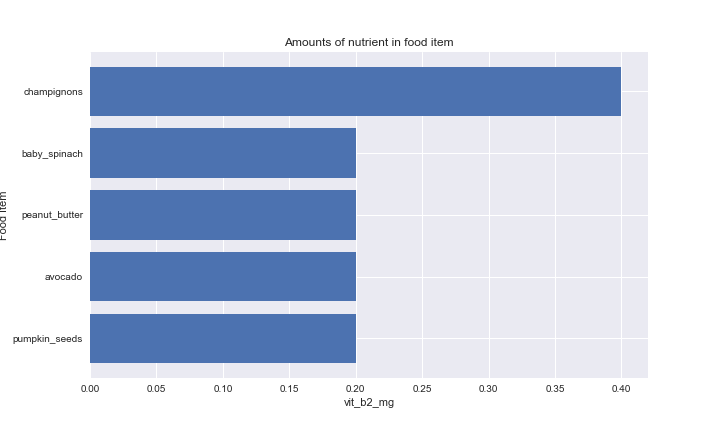 Amounts of nutrient in food item
champignons
baby_spinach
peanut_butter
avocado
pumpkin_seeds
Food item
0.00 0.05 0.10 0.15 0.20 0.25 0.30 0.35 0.40
vit_b2_mg